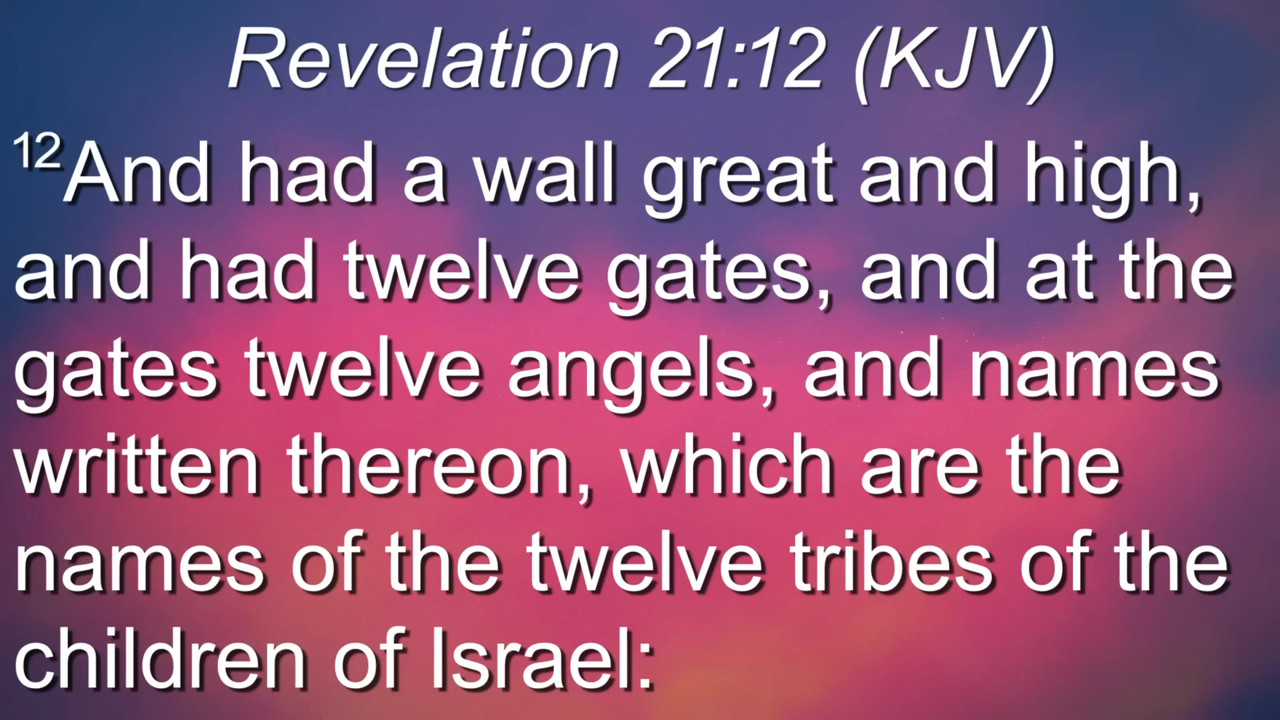 Revelation 21:12 (KJV)
12And had a wall great and high,
and had twelve gates, and at the
gates twelve angels, and names
written thereon, which are the
names of the twelve tribes of the
children of Israel: